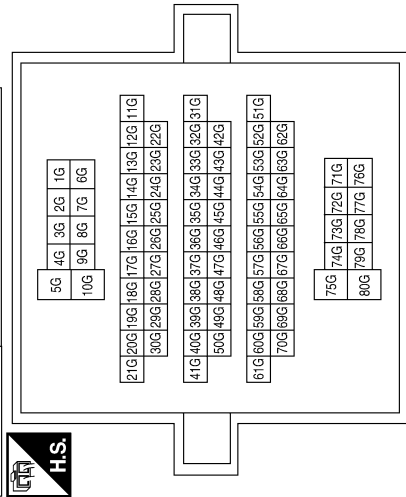 5G 4G 3G 2G 1G
10G 9G 8G 7G 6G
21G 20G 19G 18G 17G 16G 15G 14G 13G 12G 11G
30G 29G 28G 27G 26G 25G 24G 23G 22G
41G 40G 39G 38G 37G 36G 35G 34G 33G 32G 31G
50G 49G 48G 47G 46G 45G 44G 43G 42G
61G 60G 59G 58G 57G 56G 55G 54G 53G 52G 51G
70G 69G 68G 67G 66G 65G 64G 63G 62G
75G 74G 73G 72G 71G
80G 79G 78G 77G 76G
H.S.